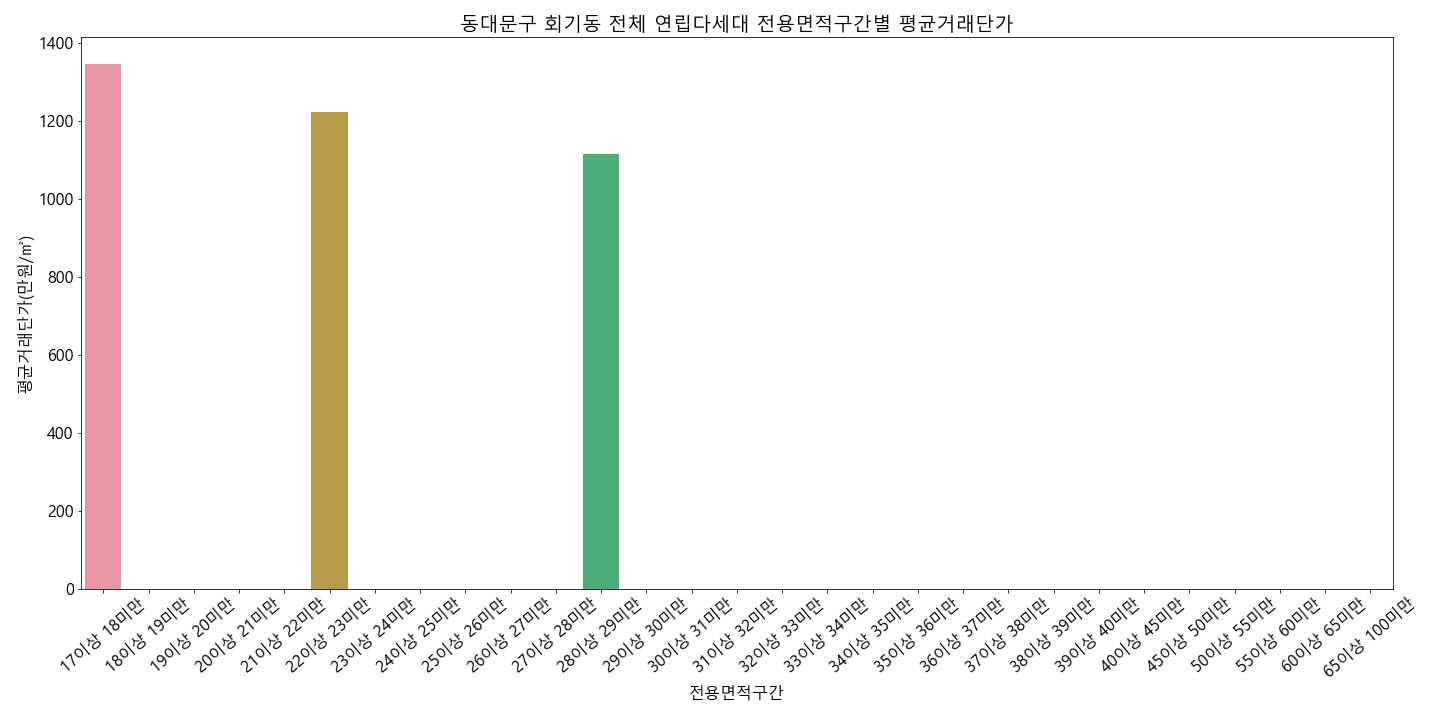 동대문구 회기동 전체 연립다세대 전용면적구간별 평균거래단가
1400
1200
1000
800
600
400
200
0
평균거래단가(만원/㎡)
17이상 18미만
18이상 19미만
19이상 20미만
20이상 21미만
21이상 22미만
22이상 23미만
23이상 24미만
24이상 25미만
25이상 26미만
26이상 27미만
27이상 28미만
28이상 29미만
29이상 30미만
30이상 31미만
31이상 32미만
32이상 33미만
33이상 34미만
34이상 35미만
35이상 36미만
36이상 37미만
37이상 38미만
38이상 39미만
39이상 40미만
40이상 45미만
45이상 50미만
50이상 55미만
55이상 60미만
60이상 65미만
65이상 100미만
전용면적구간